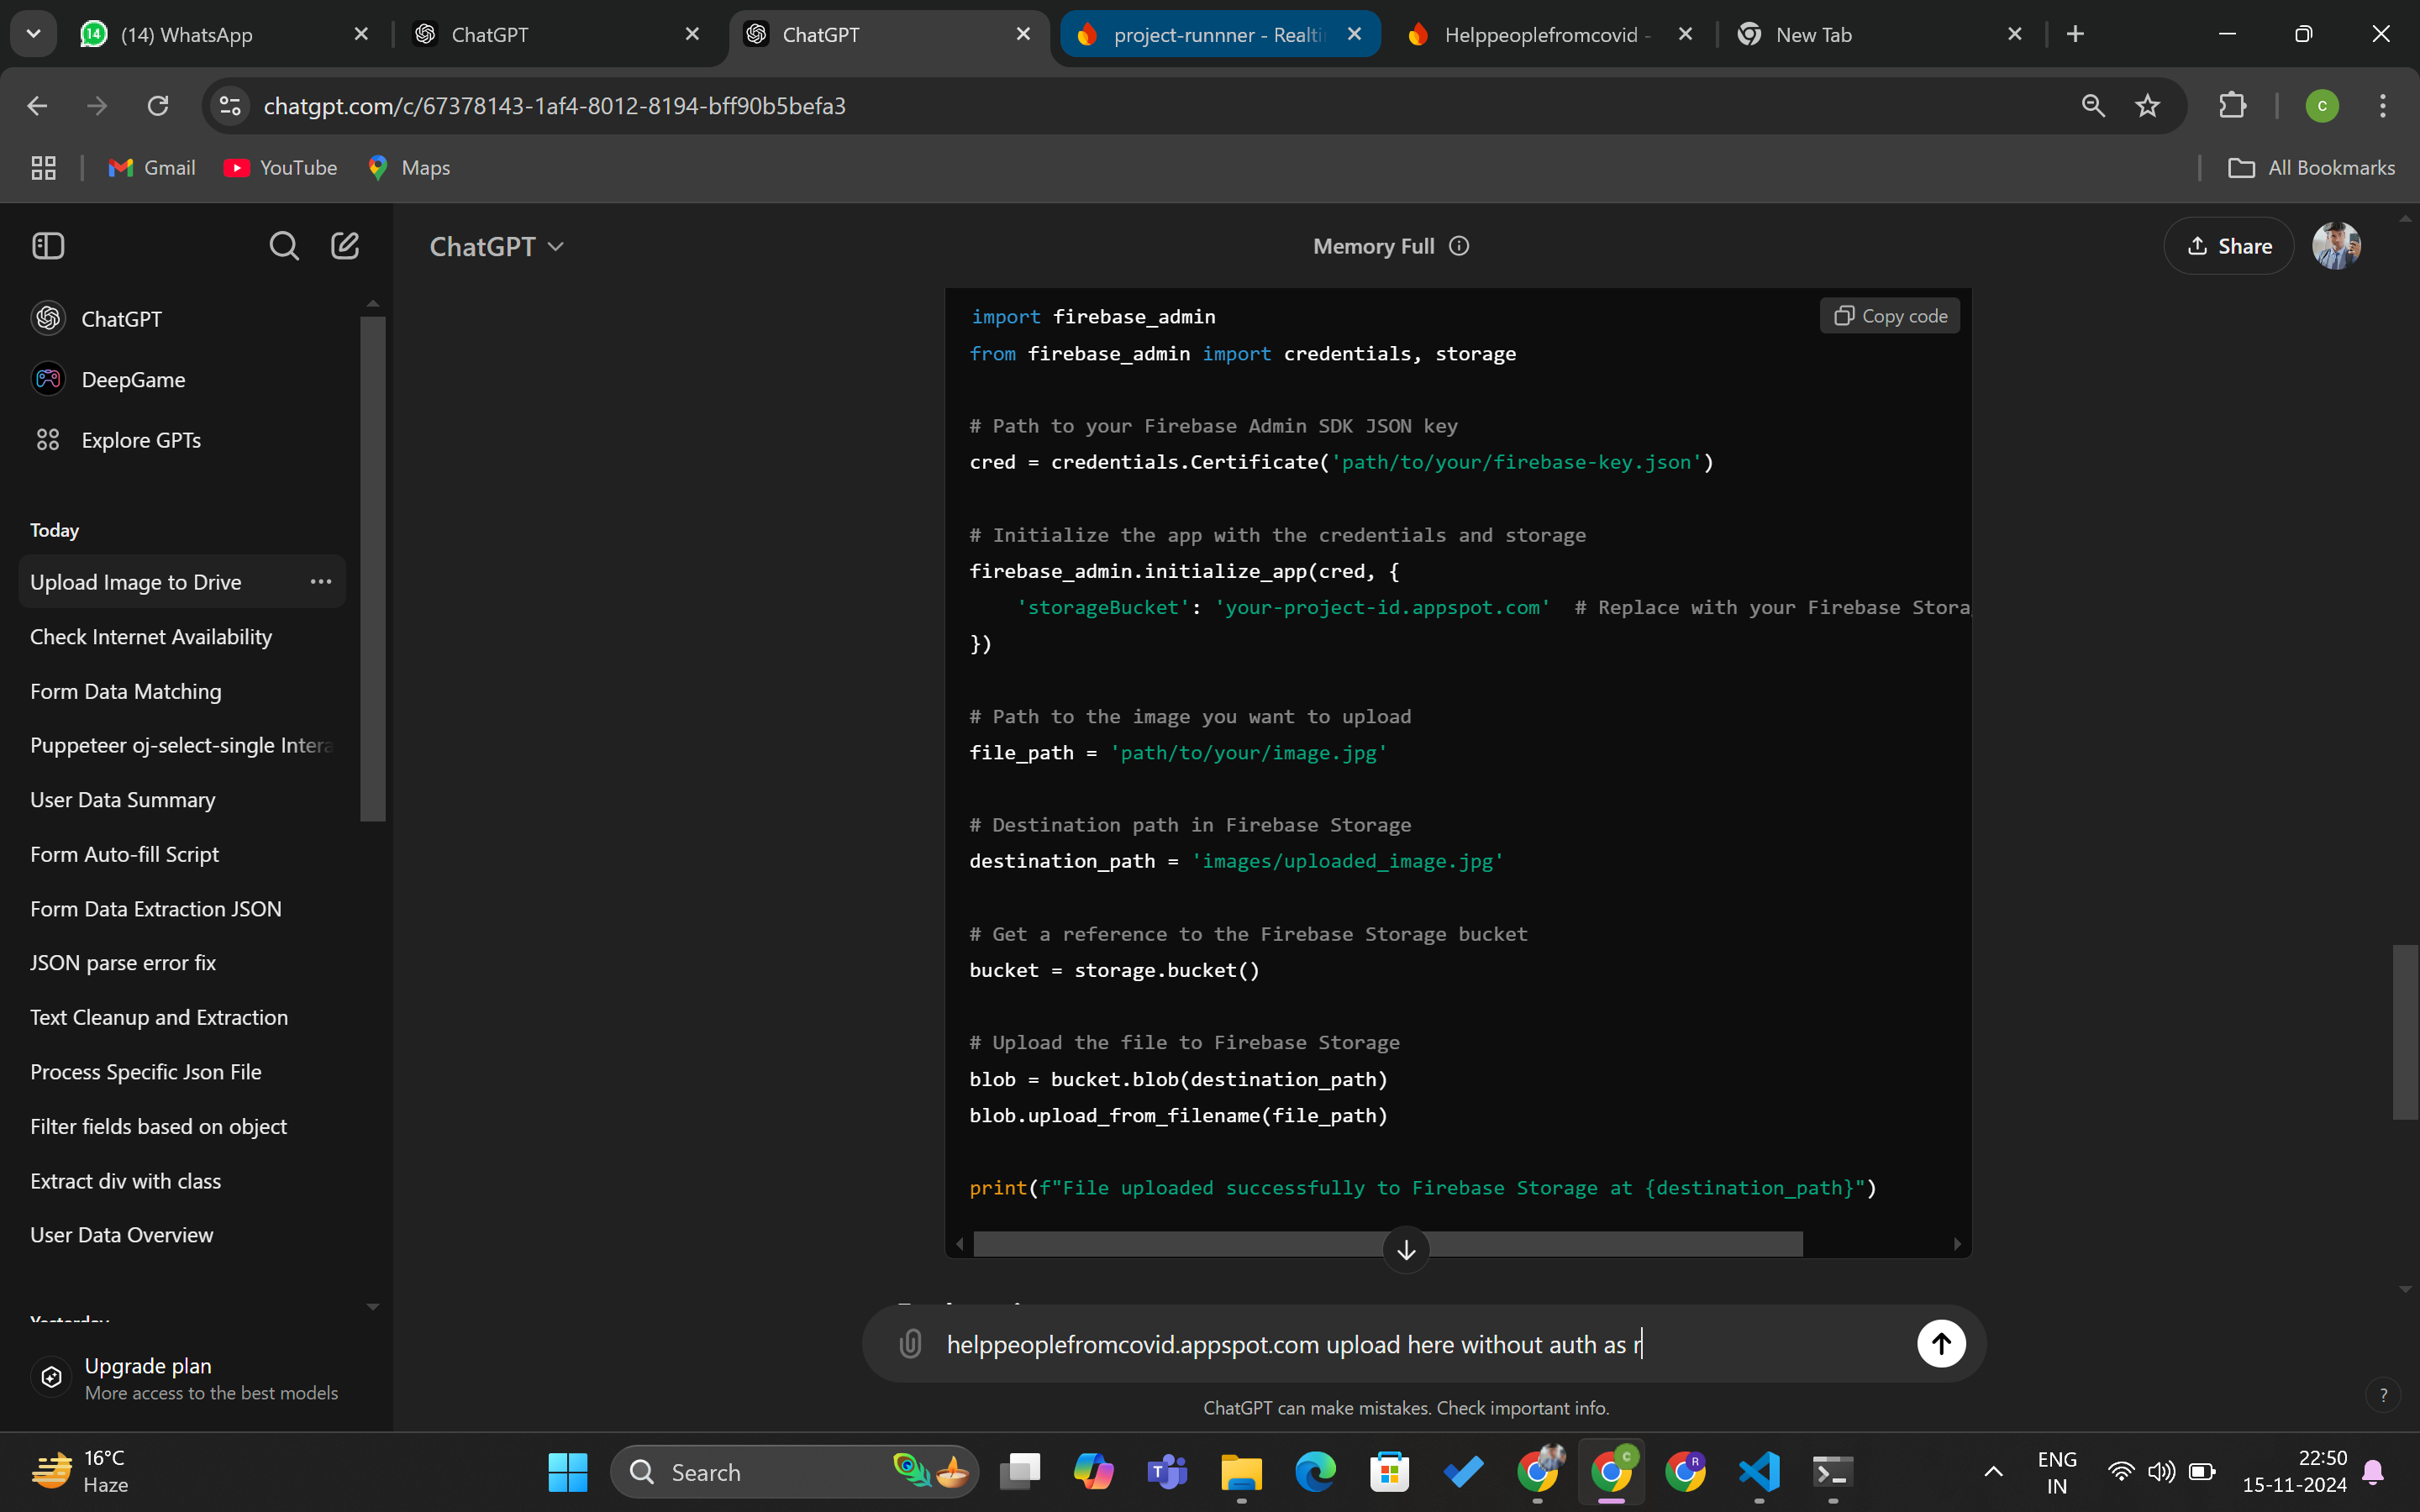 (14) WhatsApp
ChatGPT
ChatGPT
project-runnner - Realti
Helppeoplefromcovid -
New Tab
chatgpt.com/c/67378143-1af4-8012-8194-bff90b5befa3
C
Gmail
YouTube
Maps
All Bookmarks
ChatGPT
Memory Full
Share
ChatGPT
DeepGame
Explore GPTs
Today
Upload Image to Drive
Check Internet Availability
Form Data Matching
Puppeteer oj-select-single Intera
User Data Summary
Form Auto-fill Script
Form Data Extraction JSON
JSON parse error fix
Text Cleanup and Extraction
Process Specific Json File
Filter fields based on object
Extract div with class
User Data Overview
Yesterday
Upgrade plan
More access to the best models
Copy code
import firebase_admin
from firebase_admin import credentials, storage
# Path to your Firebase Admin SDK JSON key
cred = credentials.Certificate('path/to/your/firebase-key.json')
# Initialize the app with the credentials and storage
firebase_admin.initialize_app(cred, {
'storageBucket': 'your-project-id.appspot.com'  # Replace with your Firebase Stora
})
# Path to the image you want to upload
file_path = 'path/to/your/image.jpg'
# Destination path in Firebase Storage
destination_path = 'images/uploaded_image.jpg'
# Get a reference to the Firebase Storage bucket
bucket = storage.bucket()
# Upload the file to Firebase Storage
blob = bucket.blob(destination_path)
blob.upload_from_filename(file_path)
print(f"File uploaded successfully to Firebase Storage at {destination_path}")
helppeoplefromcovid.appspot.com upload here without auth as r
ChatGPT can make mistakes. Check important info.
?
16°C
Haze
Search
ENG
IN
22:50
15-11-2024